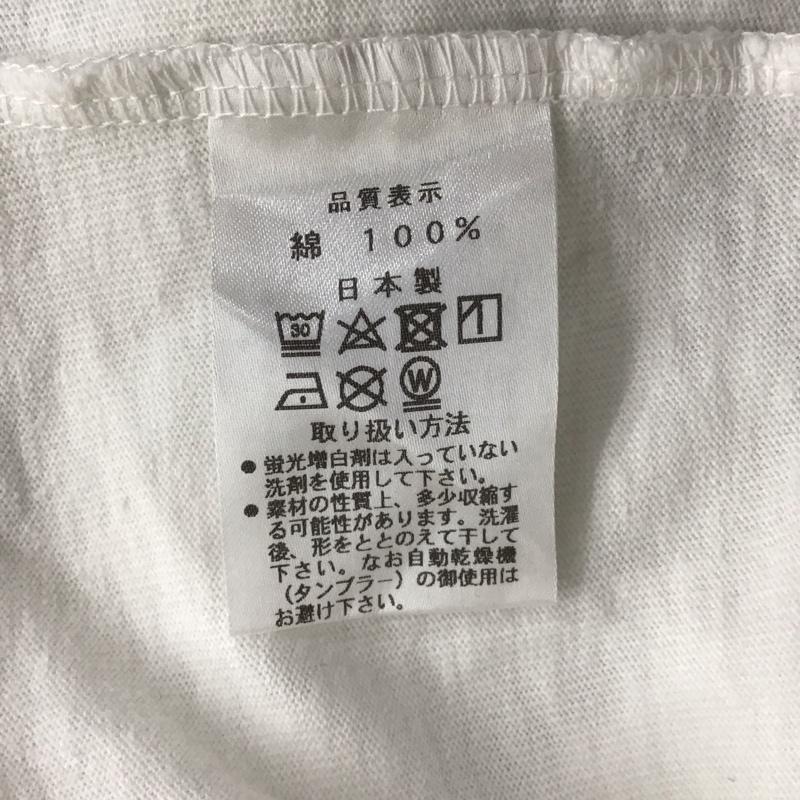 品質表示
綿 100%
日本製
30
W
取り扱い方法
●蛍光増白剤は入っていない
洗剤を使用して下さい。
●素材の性質上、多少収縮す
る可能性があります。洗濯
後、形をととのえて干して
下さい。なお自動乾燥機
（タンブラー）の御使用は
お避け下さい。